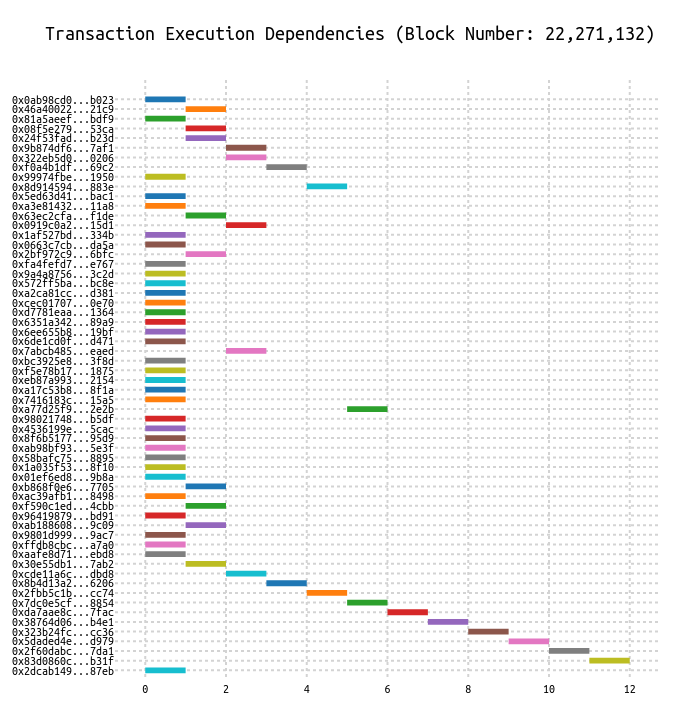 Transaction Execution Dependencies (Block Number: 22,271,132)
0x0ab98cd0...b023
0x46a40022...21c9
0x81a5aeef...bdf9
0x08f5e279...53ca
0x24f53fad...b23d
0x9b874df6...7af1
0x322eb5d0...0206
0xf0a4b1df...69c2
0x99974fbe...1950
0x8d914594...883e
0x5ed63d41...bac1
0xa3e81432...11a8
0x63ec2cfa...f1de
0x0919c0a2...15d1
0x1af527bd...334b
0x0663c7cb...da5a
0x2bf972c9...6bfc
0xfa4fefd7...e767
0x9a4a8756...3c2d
0x572ff5ba...bc8e
0xa2ca81cc...d381
0xcec01707...0e70
0xd7781eaa...1364
0x6351a342...89a9
0x6ee655b8...19bf
0x6de1cd0f...d471
0x7abcb485...eaed
0xbc3925e8...3f8d
0xf5e78b17...1875
0xeb87a993...2154
0xa17c53b8...8f1a
0x7416183c...15a5
0xa77d25f9...2e2b
0x98021748...b5df
0x4536199e...5cac
0x8f6b5177...95d9
0xab98bf93...5e3f
0x58bafc75...8895
0x1a035f53...8f10
0x01ef6ed8...9b8a
0xb868f0e6...7705
0xac39afb1...8498
0xf590c1ed...4cbb
0x96419879...bd91
0xab188608...9c09
0x9801d999...9ac7
0xffdb8cbc...a7a0
0xaafe8d71...ebd8
0x30e55db1...7ab2
0xcde11a6c...dbd8
0x8b4d13a2...6206
0x2fbb5c1b...cc74
0x7dc0e5cf...8854
0xda7aae8c...7fac
0x38764d06...b4e1
0x323b24fc...cc36
0x5daded4e...d979
0x2f60dabc...7da1
0x83d0860c...b31f
0x2dcab149...87eb
0 2 4 6 8 10 12